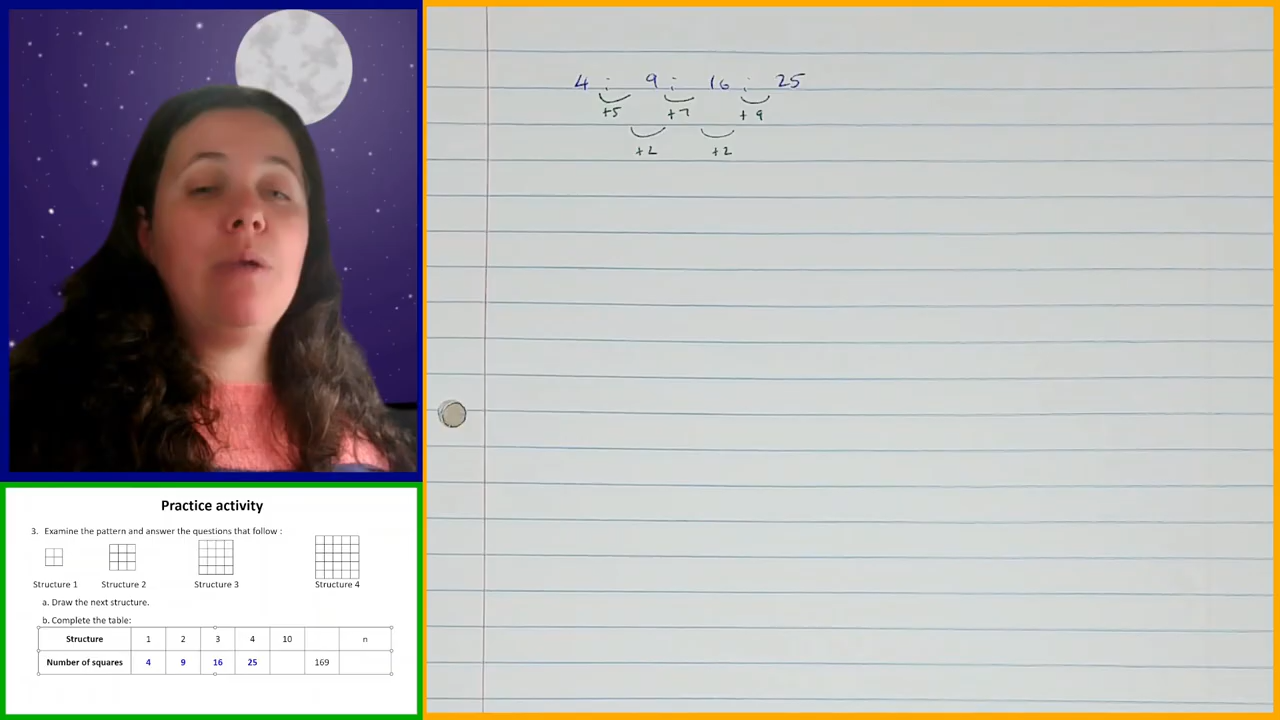 4 ; 9 ; 16 ; 25
+5 +7 +9
+2 +2
Practice activity
3. Examine the pattern and answer the questions that follow :
Structure 1 Structure 2 Structure 3 Structure 4
a. Draw the next structure.
b. Complete the table:
Structure 1 2 3 4 10 n
Number of squares 4 9 16 25 169